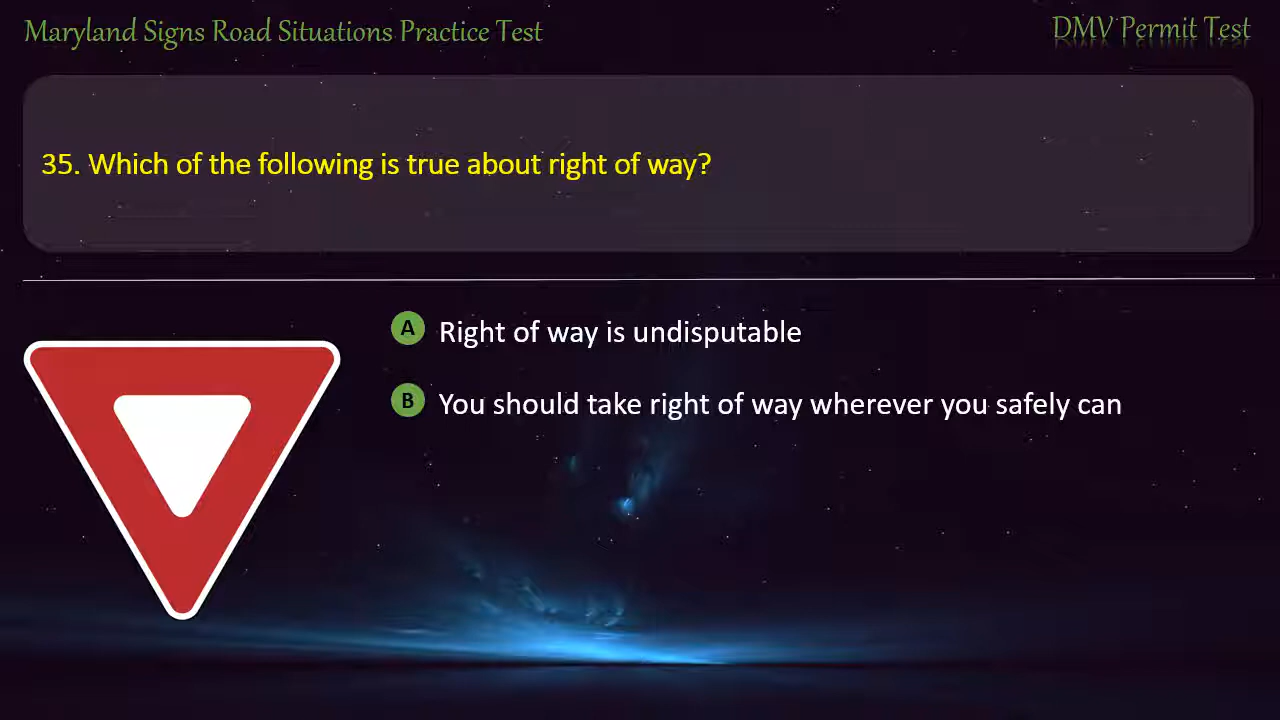 Maryland Signs Road Situations Practice Test
DMV Permit Test
35. Which of the following is true about right of way?
A Right of way is undisputable
B You should take right of way wherever you safely can